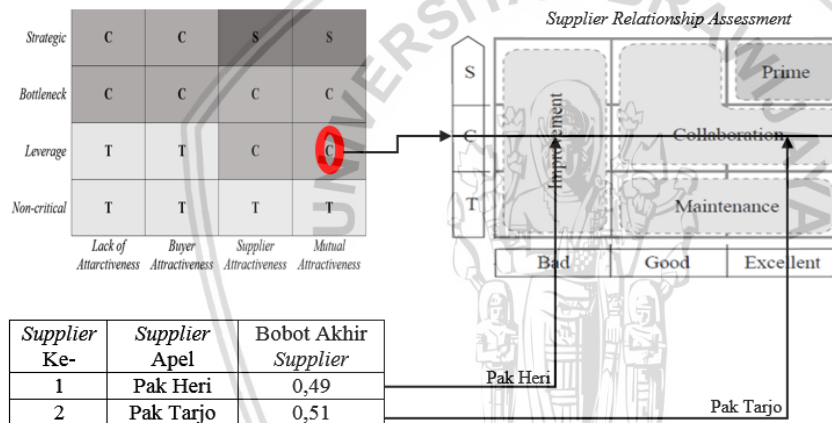 Supplier Relationship Assessment
Strategic C C S S
Bottleneck C C C C
Leverage T T C C
Non-critical T T T T
Lack of Attarctiveness
Buyer Attractiveness
Supplier Attractiveness
Mutual Attractiveness
S
C
T
Improvement
Prime
Collaboration
Maintenance
Bad Good Excellent
Supplier Ke-
Supplier Apel
Bobot Akhir Supplier
1 Pak Heri 0,49
2 Pak Tarjo 0,51
Pak Heri
Pak Tarjo